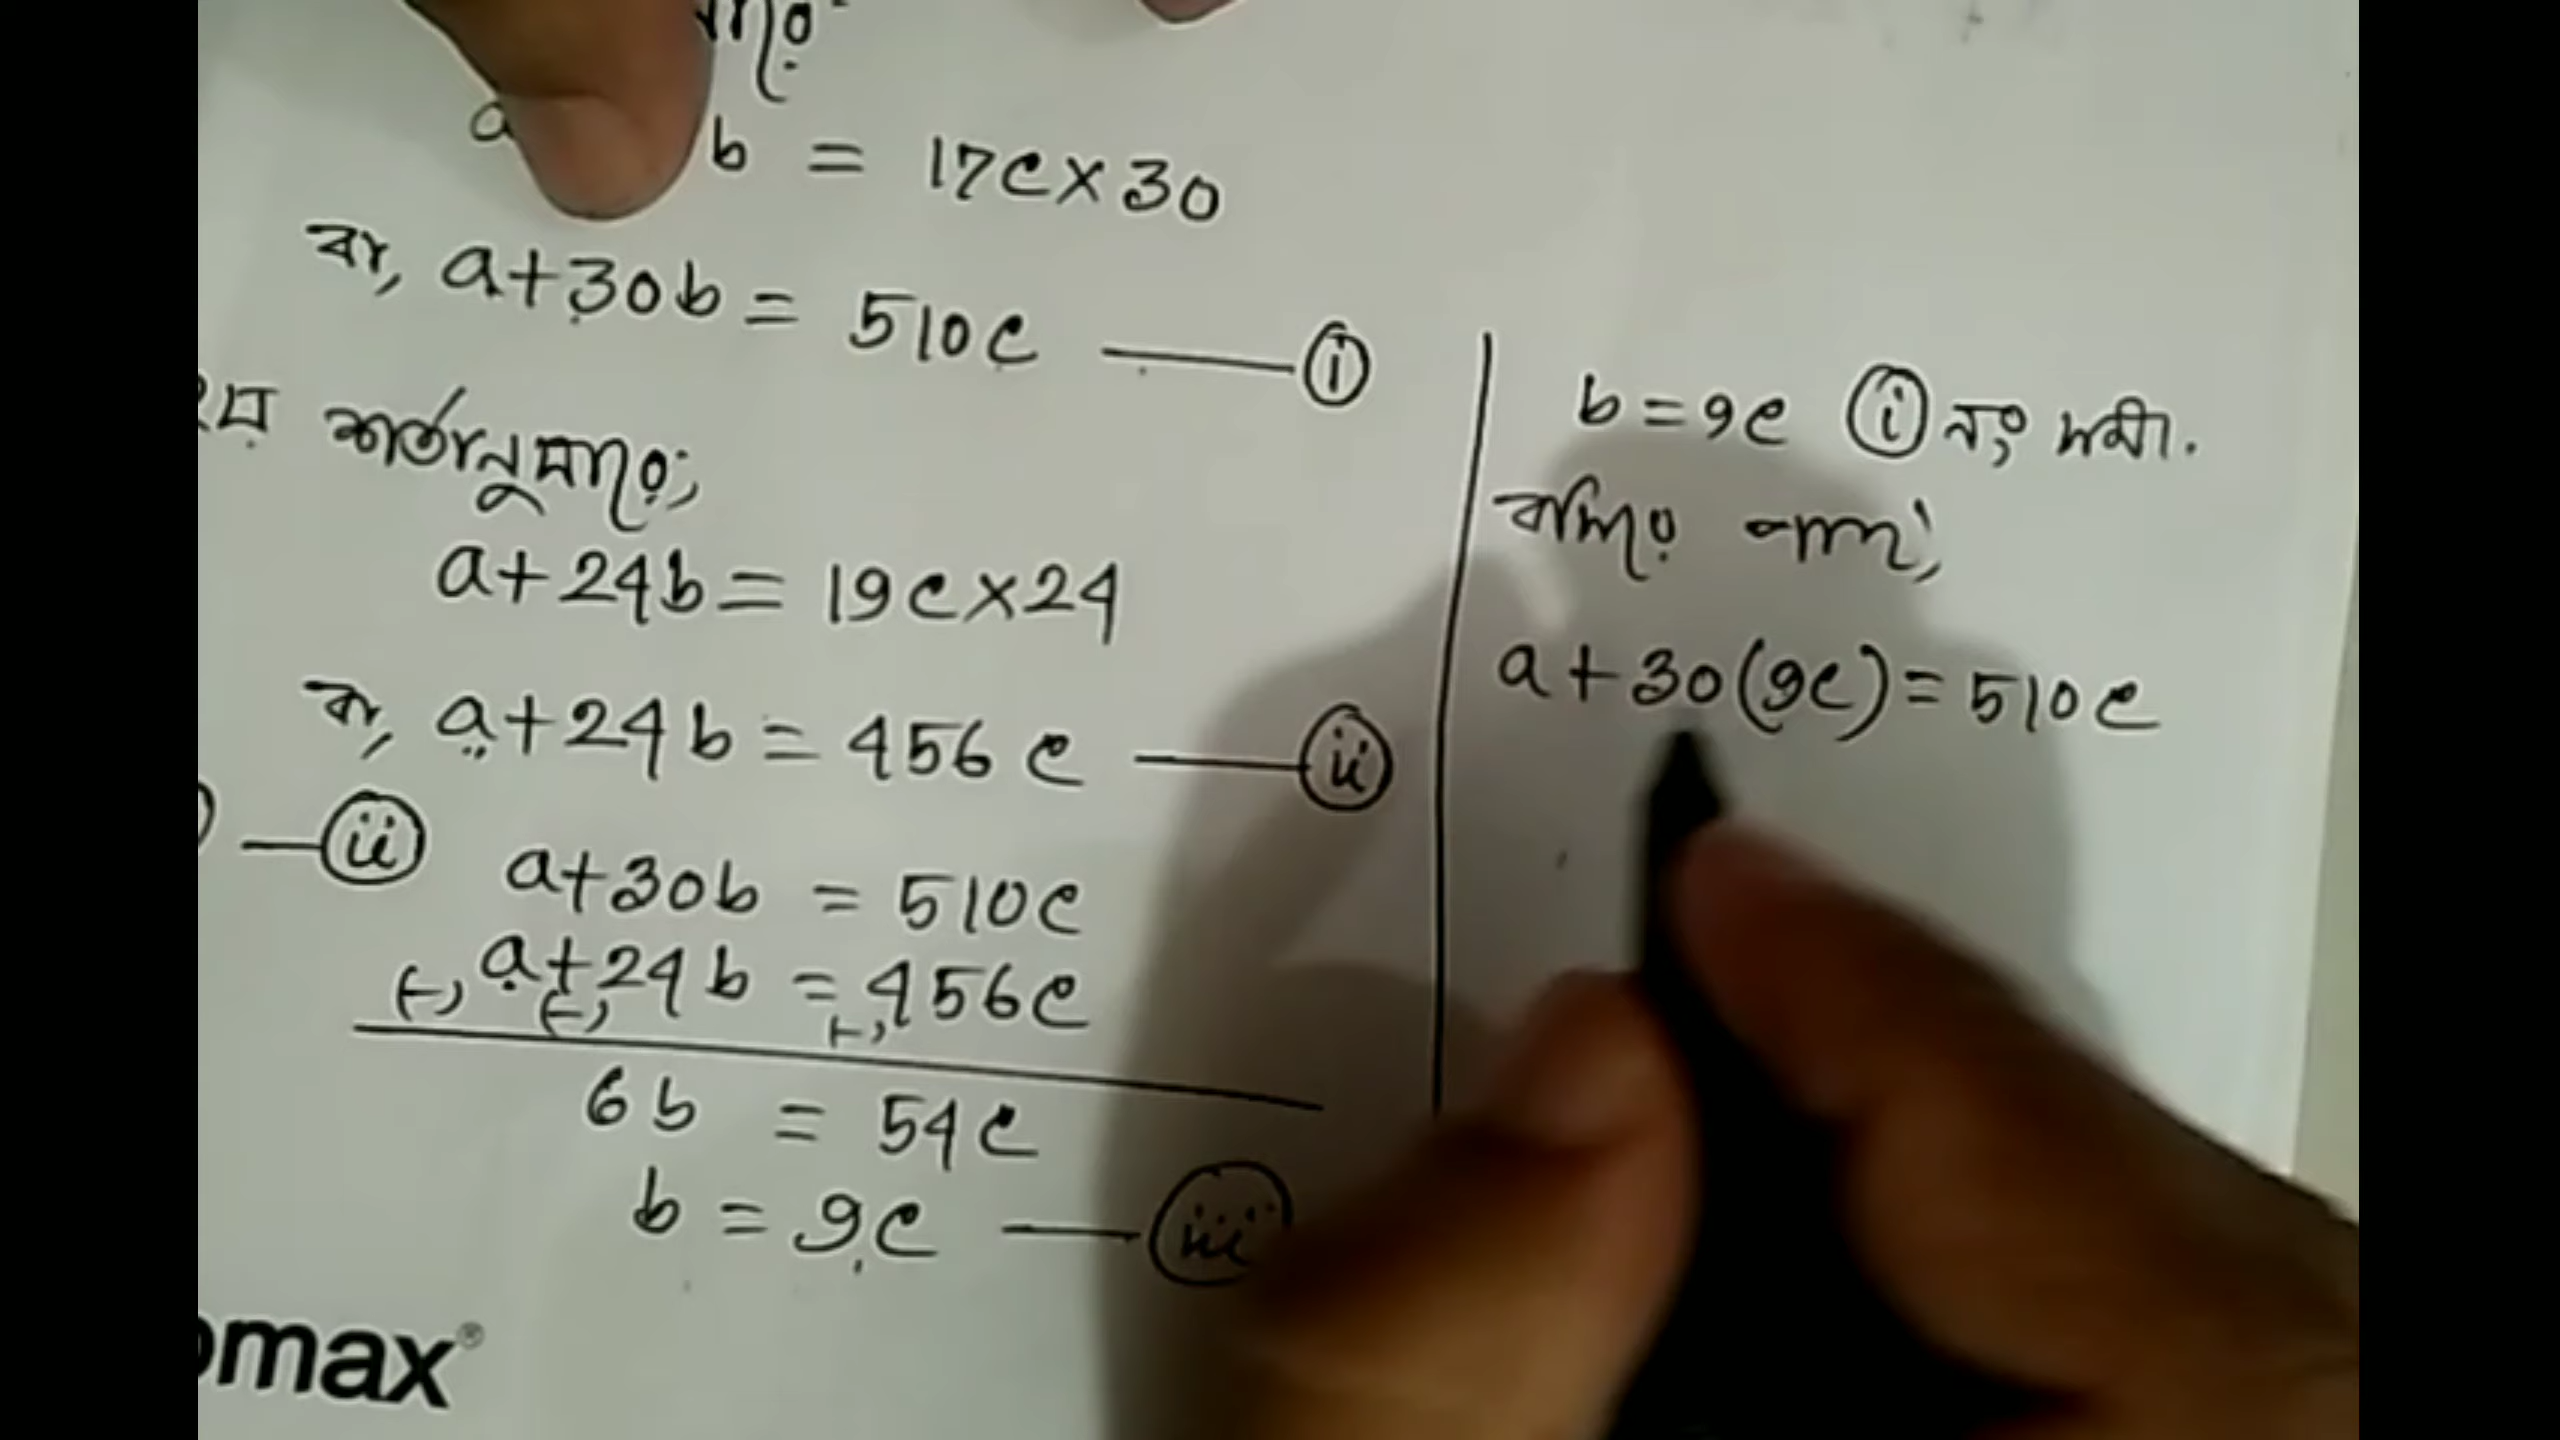 a b = 17c×30
বা, a+30b = 510c — (i)
শর্তানুসারে,
a+24b = 19c×24
বা, a+24b = 456c — (ii)
— (ii) a+30b = 510c
(-) a+24b = 456c
(-) (-)
6b = 54c
b = 9c — (iii)
omax®
b = 9c (i) নং সমী.
বসিয়ে পাই,
a+30(9c) = 510c